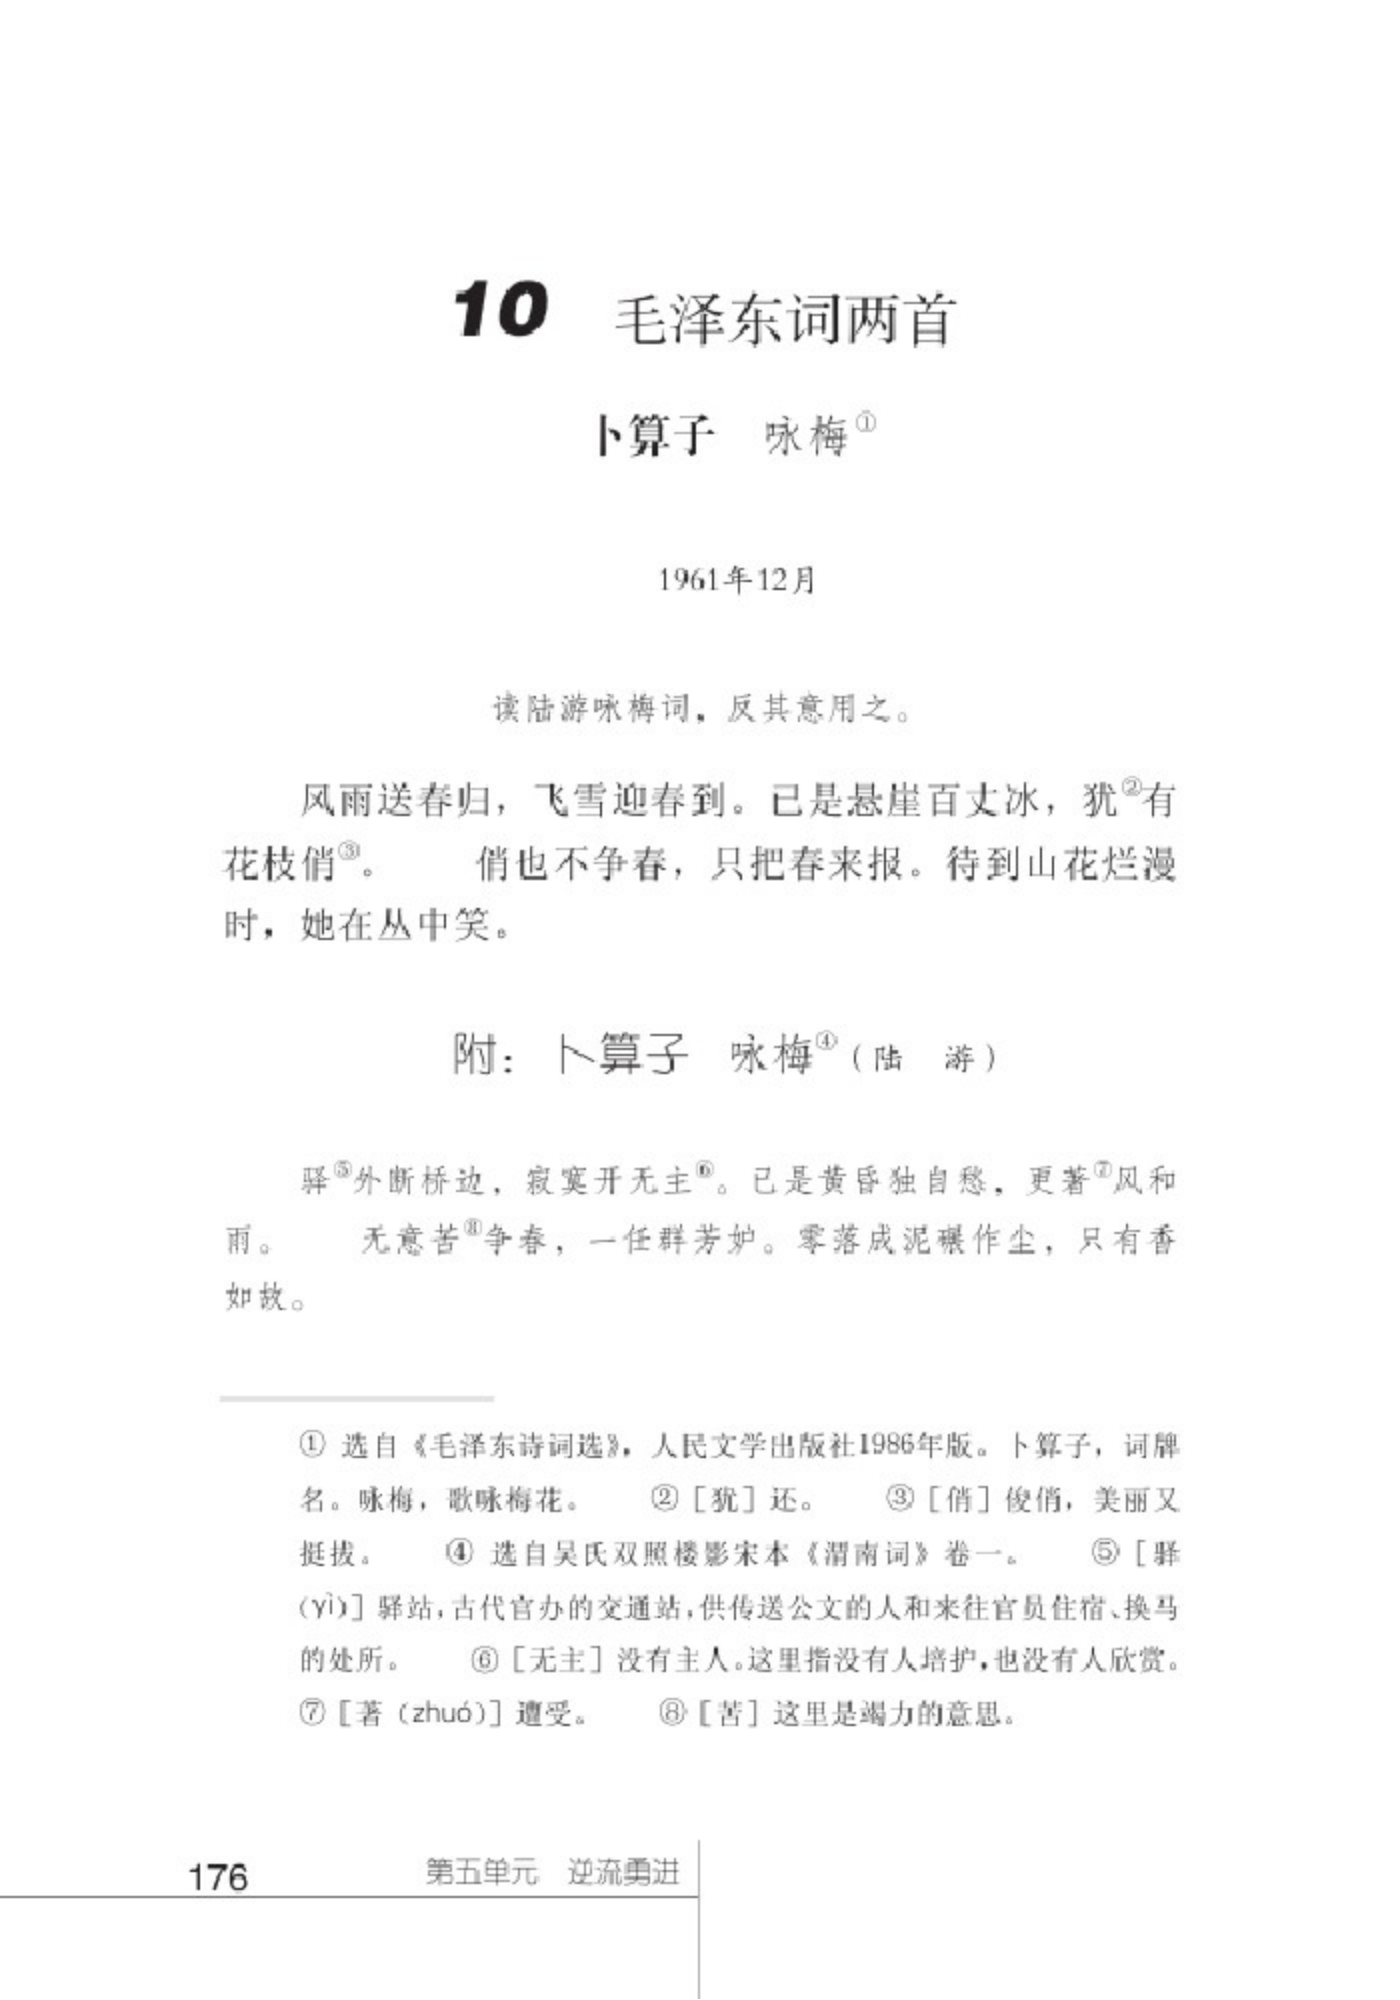 10 毛泽东词两首
卜算子 咏梅①
1961年12月
读陆游咏梅词，反其意用之。
风雨送春归，飞雪迎春到。已是悬崖百丈冰，犹②有
花枝俏③。 俏也不争春，只把春来报。待到山花烂漫
时，她在丛中笑。
附：卜算子 咏梅④（陆 游）
驿⑤外断桥边，寂寞开无主⑥。已是黄昏独自愁，更著⑦风和
雨。 无意苦⑧争春，一任群芳妒。零落成泥碾作尘，只有香
如故。
① 选自《毛泽东诗词选》，人民文学出版社1986年版。卜算子，词牌
名。咏梅，歌咏梅花。 ②［犹］还。 ③［俏］俊俏，美丽又
挺拔。 ④ 选自吴氏双照楼影宋本《渭南词》卷一。 ⑤［驿
(yì)］驿站，古代官办的交通站，供传送公文的人和来往官员住宿、换马
的处所。 ⑥［无主］没有主人。这里指没有人培护，也没有人欣赏。
⑦［著（zhuó)］遭受。 ⑧［苦］这里是竭力的意思。
176 第五单元 逆流勇进